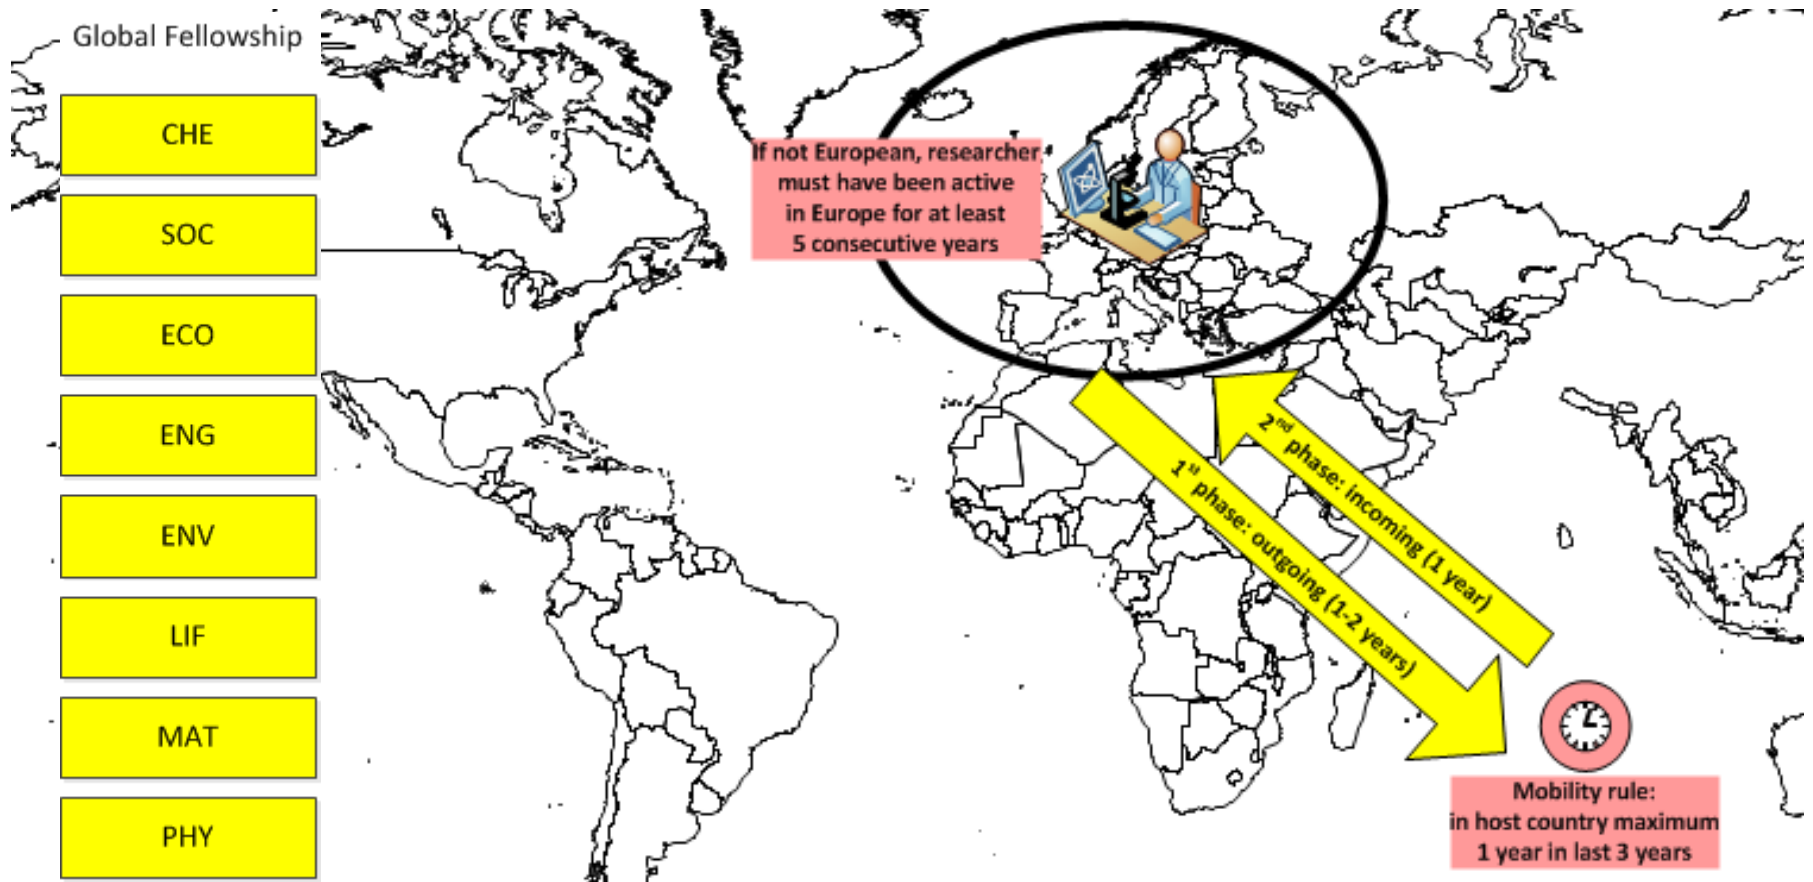 Global Fellowship
CHE
SOC
ECO
ENG
ENV
LIF
MAT
PHY
If not European, researcher
must have been active
in Europe for at least
5 consecutive years
1st phase: outgoing (1-2 years)
2nd phase: incoming (1 year)
Mobility rule:
in host country maximum
1 year in last 3 years